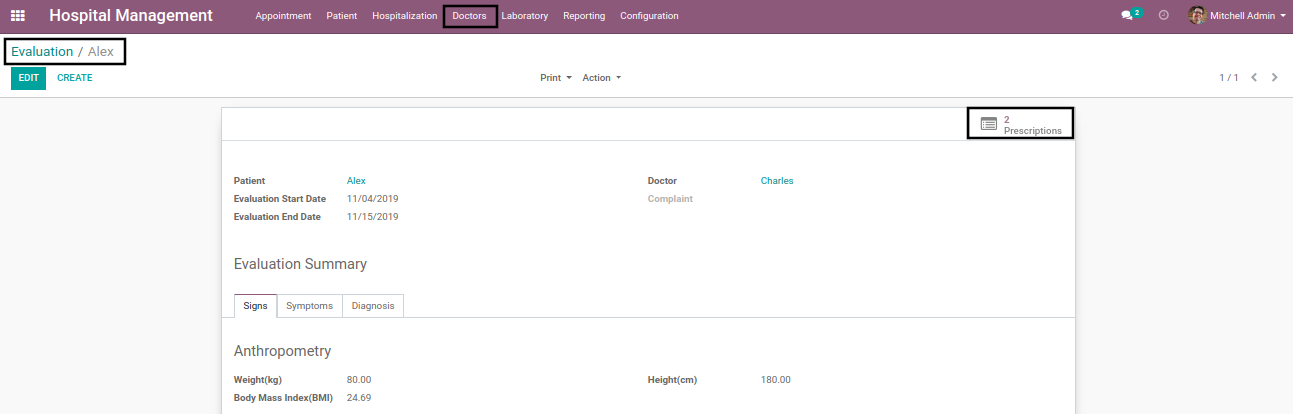 Hospital Management Appointment Patient Hospitalization Doctors Laboratory Reporting Configuration 2 Mitchell Admin
Evaluation / Alex
EDIT CREATE Print Action 1 / 1
2
Prescriptions
Patient Alex Doctor Charles
Evaluation Start Date 11/04/2019 Complaint
Evaluation End Date 11/15/2019
Evaluation Summary
Signs Symptoms Diagnosis
Anthropometry
Weight(kg) 80.00 Height(cm) 180.00
Body Mass Index(BMI) 24.69